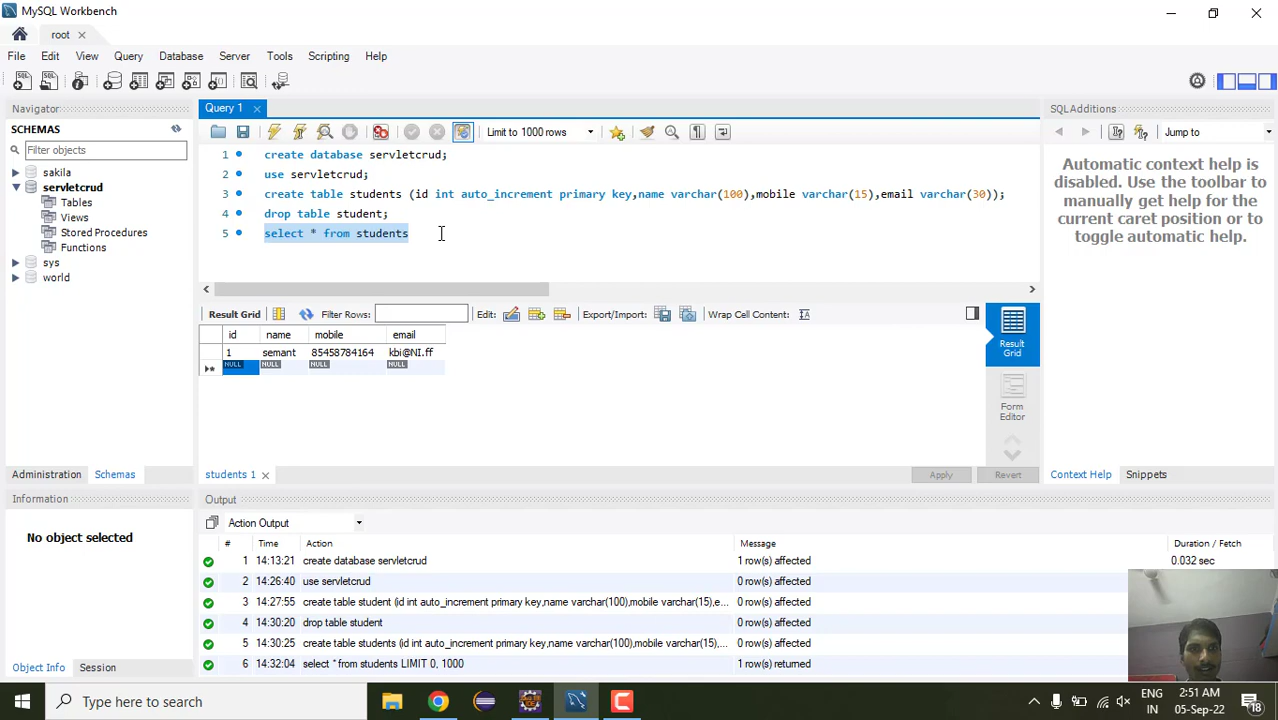 MySQL Workbench
root
File Edit View Query Database Server Tools Scripting Help
Navigator
SCHEMAS
Filter objects
sakila
servletcrud
Tables
Views
Stored Procedures
Functions
sys
world
Administration Schemas
Information
No object selected
Object Info Session
Query 1
Limit to 1000 rows
1 create database servletcrud;
2 use servletcrud;
3 create table students (id int auto_increment primary key,name varchar(100),mobile varchar(15),email varchar(30));
4 drop table student;
5 select * from students
Result Grid Filter Rows: Edit: Export/Import: Wrap Cell Content: IA
id name mobile email
1 semant 85458784164 kbi@NI.ff
NULL NULL NULL NULL
Result Grid
Form Editor
students 1
Apply Revert
SQLAdditions
Jump to
Automatic context help is
disabled. Use the toolbar to
manually get help for the
current caret position or to
toggle automatic help.
Context Help Snippets
Output
Action Output
# Time Action Message Duration / Fetch
1 14:13:21 create database servletcrud 1 row(s) affected 0.032 sec
2 14:26:40 use servletcrud 0 row(s) affected
3 14:27:55 create table student (id int auto_increment primary key,name varchar(100),mobile varchar(15),e... 0 row(s) affected
4 14:30:20 drop table student 0 row(s) affected
5 14:30:25 create table students (id int auto_increment primary key,name varchar(100),mobile varchar(15),... 0 row(s) affected
6 14:32:04 select * from students LIMIT 0, 1000 1 row(s) returned
Type here to search
ENG
IN
2:51 AM
05-Sep-22
18